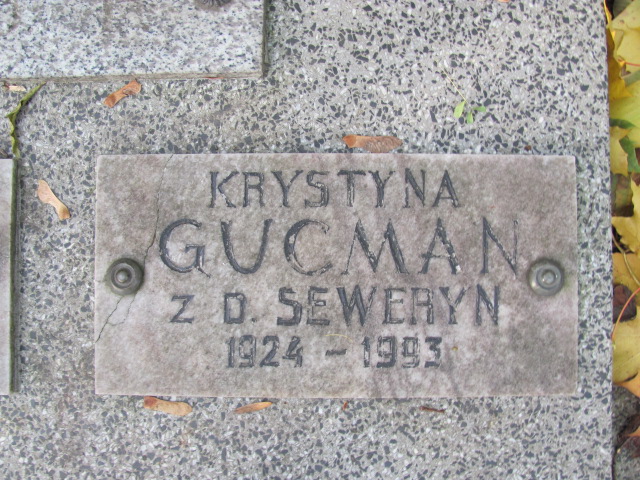 KRYSTYNA
GUCMAN
Z D. SEWERYN
1924 - 1993